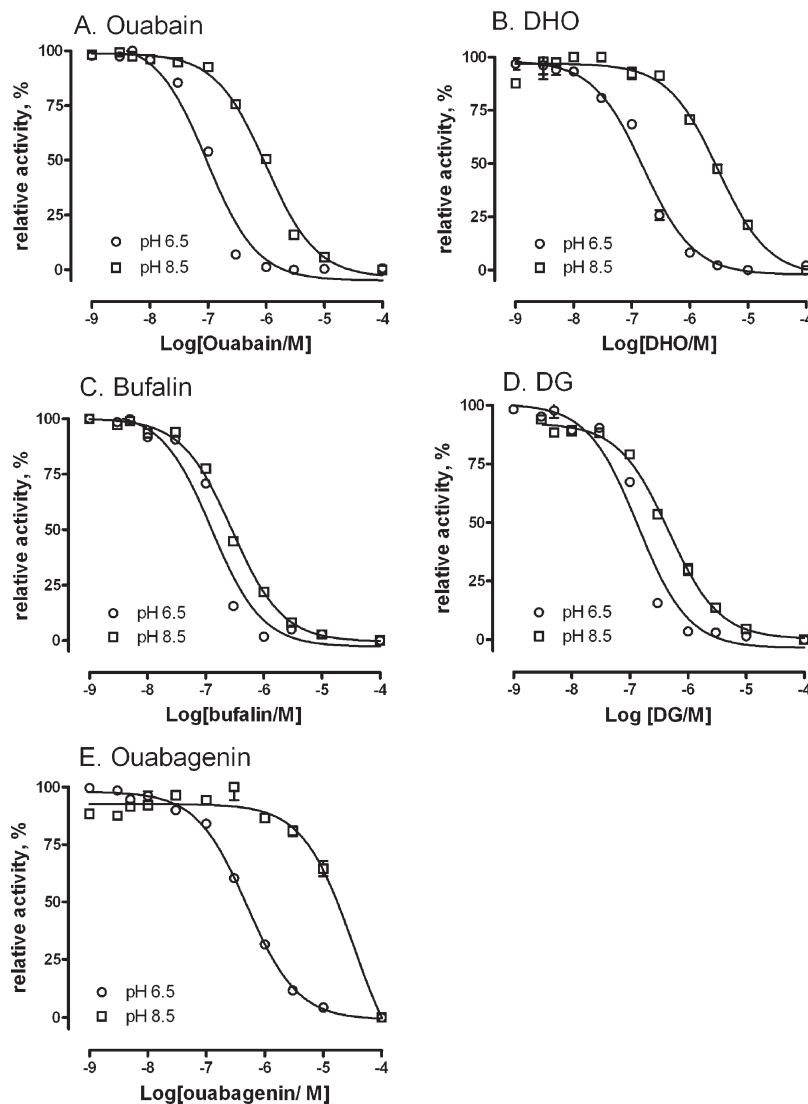 A. Ouabain
relative activity, %
100
75
50
25
0
pH 6.5
pH 8.5
-9 -8 -7 -6 -5 -4
Log[Ouabain/M]
B. DHO
relative activity, %
100
75
50
25
0
pH 6.5
pH 8.5
-9 -8 -7 -6 -5 -4
Log[DHO/M]
C. Bufalin
relative activity, %
100
75
50
25
0
pH 6.5
pH 8.5
-9 -8 -7 -6 -5 -4
Log[bufalin/M]
D. DG
relative activity, %
100
75
50
25
0
pH 6.5
pH 8.5
-9 -8 -7 -6 -5 -4
Log [DG/M]
E. Ouabagenin
relative activity, %
100
75
50
25
0
pH 6.5
pH 8.5
-9 -8 -7 -6 -5 -4
Log[ouabagenin/ M]